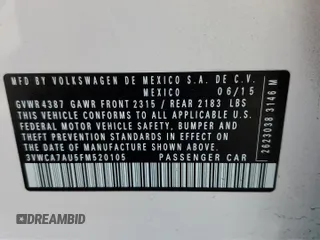 MFD BY VOLKSWAGEN DE MEXICO S.A. DE C.V.
MEXICO 06/15
GVWR 4387 GAWR FRONT 2315 / REAR 2183 LBS
THIS VEHICLE CONFORMS TO ALL APPLICABLE
U.S. FEDERAL MOTOR VEHICLE SAFETY, BUMPER AND
THEFT PREVENTION STANDARDS IN EFFECT ON THE
DATE OF MANUFACTURE SHOWN ABOVE
3VWCA7AU5FM520105 PASSENGER CAR
2623038 3146 M
DRIVEBID